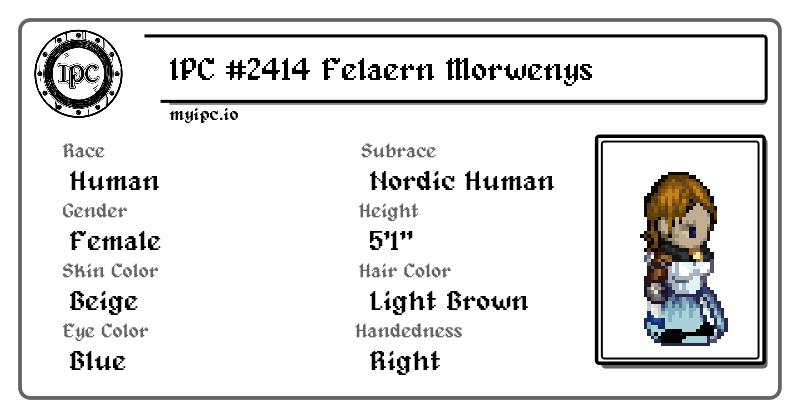 IPC
IPC #2414 Felaern Morwenys
myipc.io
Race
Human
Subrace
Nordic Human
Gender
Female
Height
5'1"
Skin Color
Beige
Hair Color
Light Brown
Eye Color
Blue
Handedness
Right